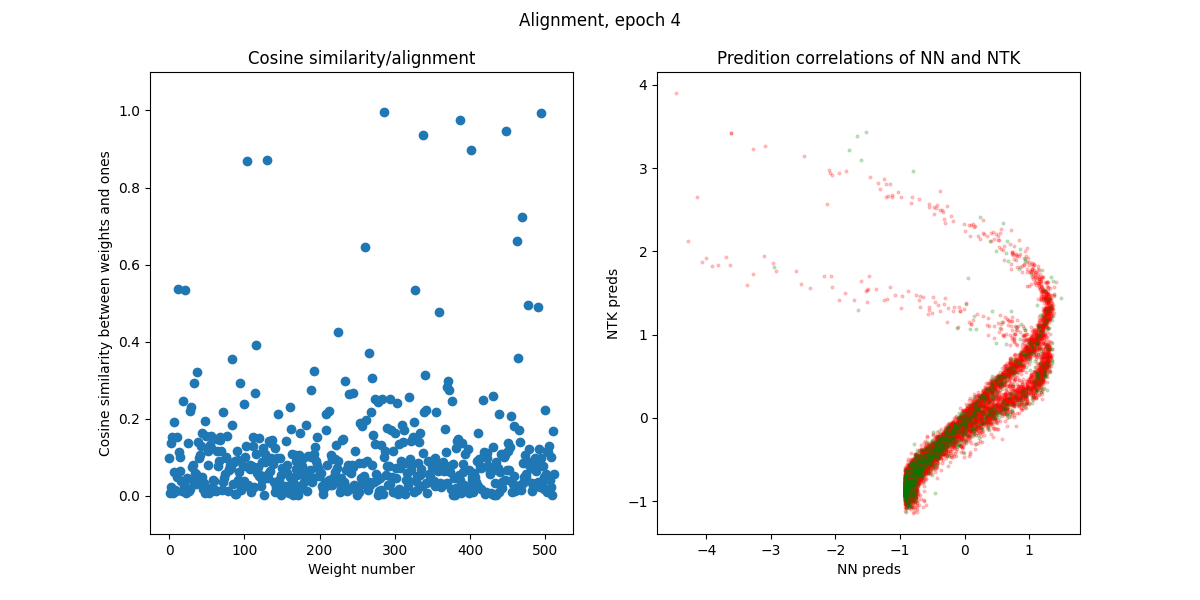 Alignment, epoch 4
Cosine similarity/alignment
Cosine similarity between weights and ones
1.0
0.8
0.6
0.4
0.2
0.0
0 100 200 300 400 500
Weight number
Predition correlations of NN and NTK
NTK preds
4
3
2
1
0
−1
−4 −3 −2 −1 0 1
NN preds